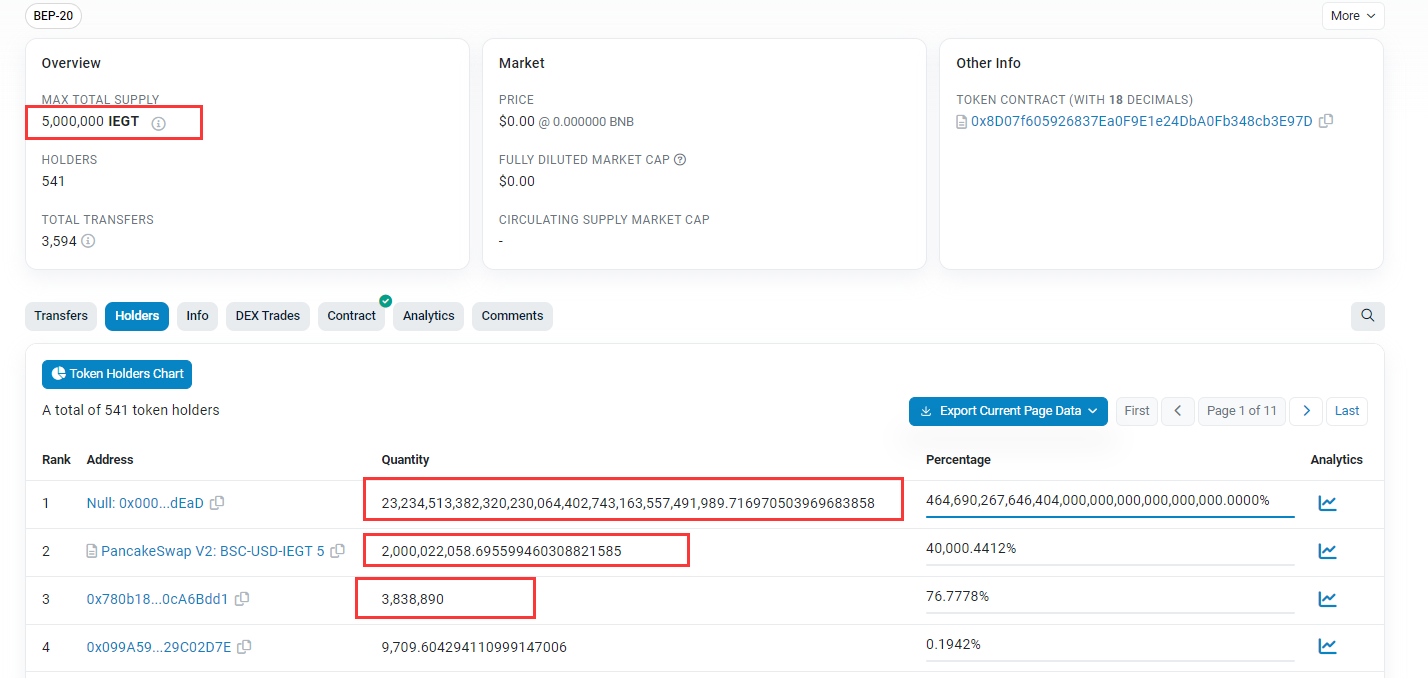 BEP-20
More
Overview
Market
Other Info
MAX TOTAL SUPPLY
5,000,000 IEGT
PRICE
$0.00 @ 0.000000 BNB
TOKEN CONTRACT (WITH 18 DECIMALS)
0x8D07f605926837Ea0F9E1e24DbA0Fb348cb3E97D
HOLDERS
541
FULLY DILUTED MARKET CAP
$0.00
TOTAL TRANSFERS
3,594
CIRCULATING SUPPLY MARKET CAP
-
Transfers Holders Info DEX Trades Contract Analytics Comments
Token Holders Chart
A total of 541 token holders
Export Current Page Data First Page 1 of 11 Last
Rank Address Quantity Percentage Analytics
1 Null: 0x000...dEaD 23,234,513,382,320,230,064,402,743,163,557,491,989.716970503969683858 464,690,267,646,404,000,000,000,000,000,000.0000%
2 PancakeSwap V2: BSC-USD-IEGT 5 2,000,022,058.695599460308821585 40,000.4412%
3 0x780b18...0cA6Bdd1 3,838,890 76.7778%
4 0x099A59...29C02D7E 9,709.604294110999147006 0.1942%